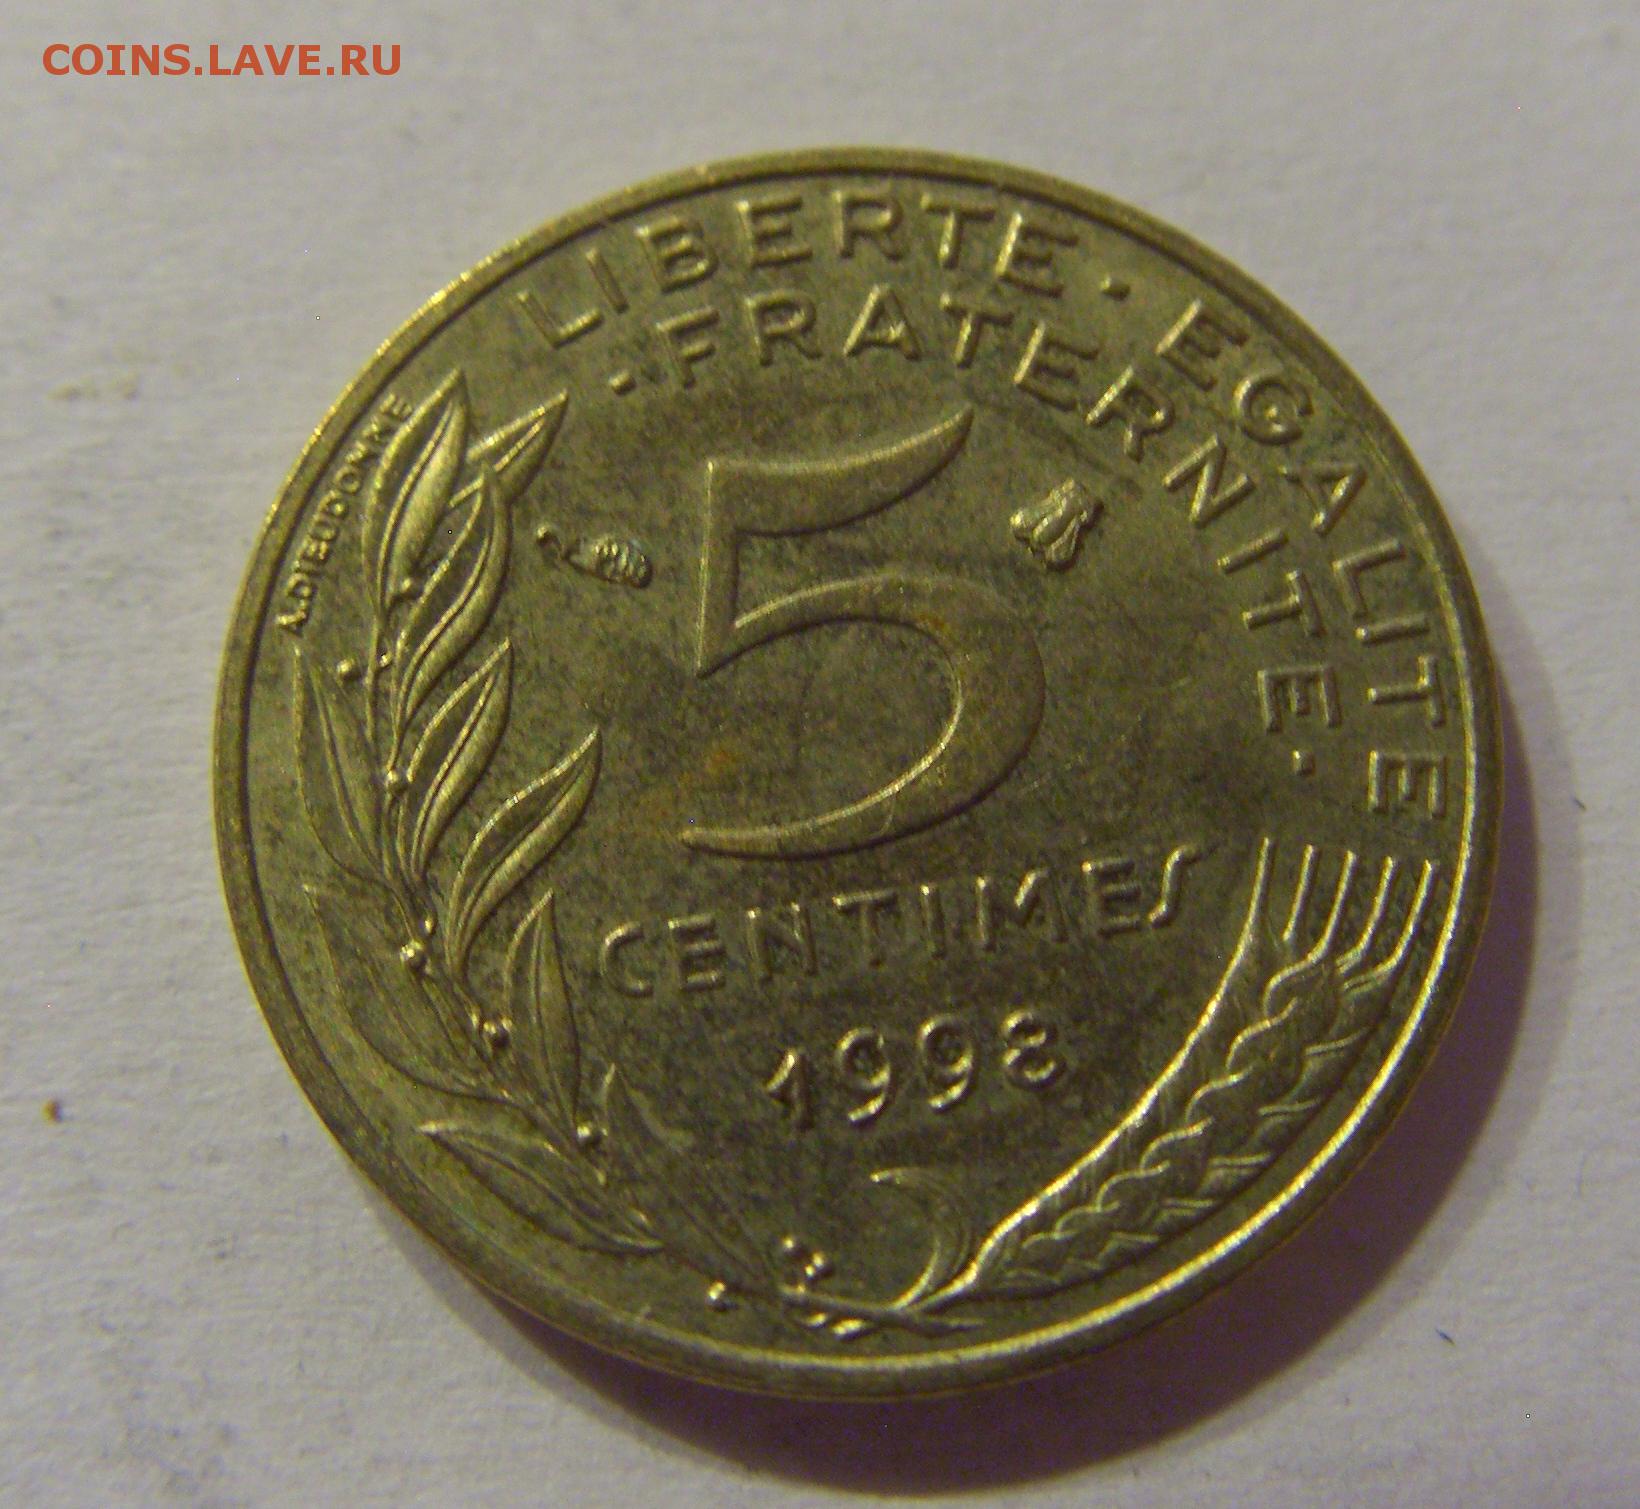 COINS.LAVE.RU
LIBERTE · EGALITE
·FRATERNITE·
A.DIEUDONNE
5
CENTIMES
1998